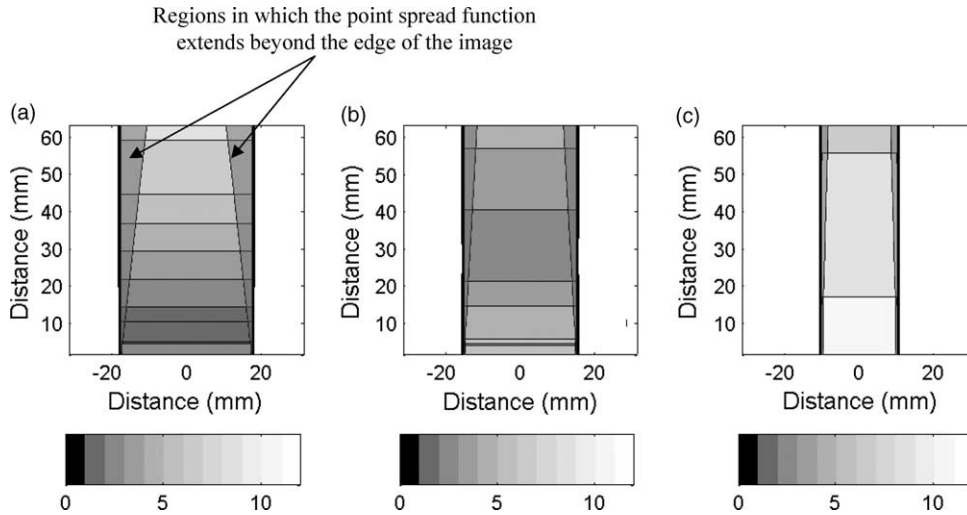 Regions in which the point spread function
extends beyond the edge of the image
(a)
(b)
(c)
60
50
40
30
20
10
Distance (mm)
-20 0 20
Distance (mm)
0 5 10
60
50
40
30
20
10
Distance (mm)
-20 0 20
Distance (mm)
0 5 10
60
50
40
30
20
10
Distance (mm)
-20 0 20
Distance (mm)
0 5 10